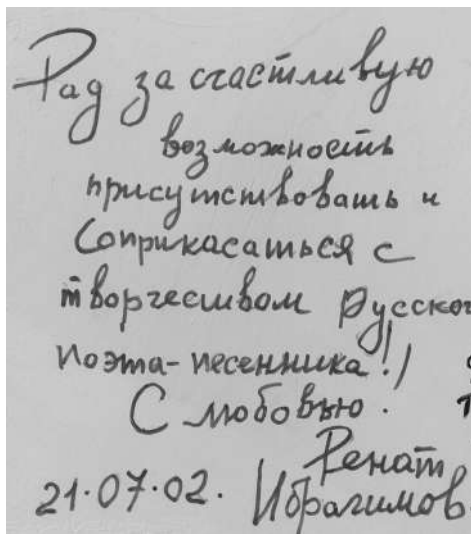 Рад за счастливую
возможность
присутствовать и
соприкасаться с
творчеством русског
поэта-песенника!!
С любовью.
Ренат
21.07.02. Ибрагимов.